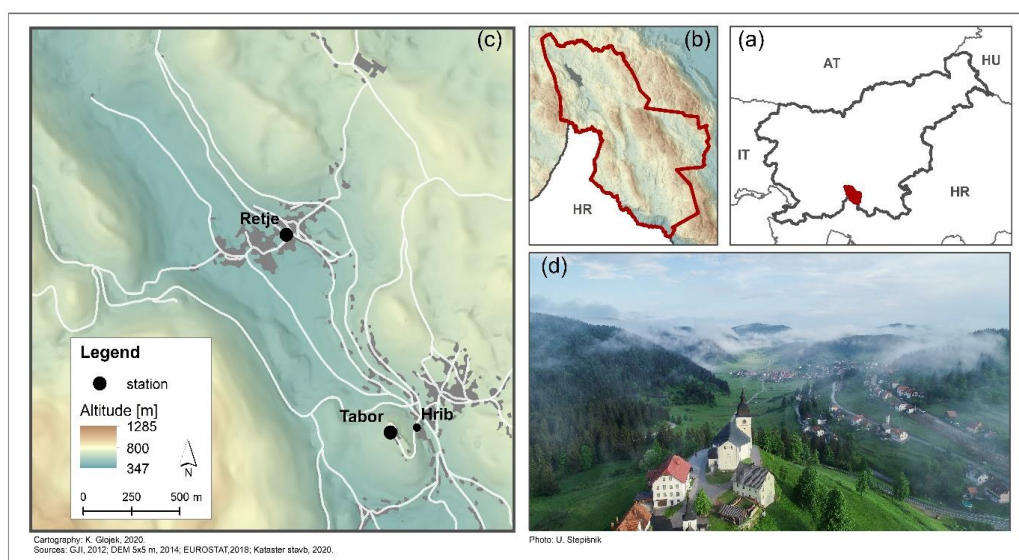 (c)
Retje
Tabor
Hrib
Legend
station
Altitude [m]
1285
800
347
N
0 250 500 m
(b)
HR
(a)
AT
HU
IT
HR
(d)
Cartography: K. Glojek, 2020.
Sources: GJI, 2012; DEM 5x5 m, 2014; EUROSTAT,2018; Kataster stavb, 2020.
Photo: U. Stepišnik